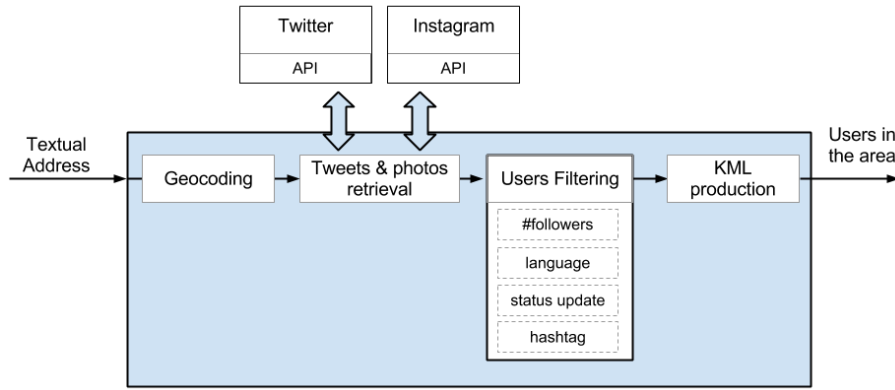 Twitter
API
Instagram
API
Textual
Address
Geocoding
Tweets & photos
retrieval
Users Filtering
#followers
language
status update
hashtag
KML
production
Users in
the area